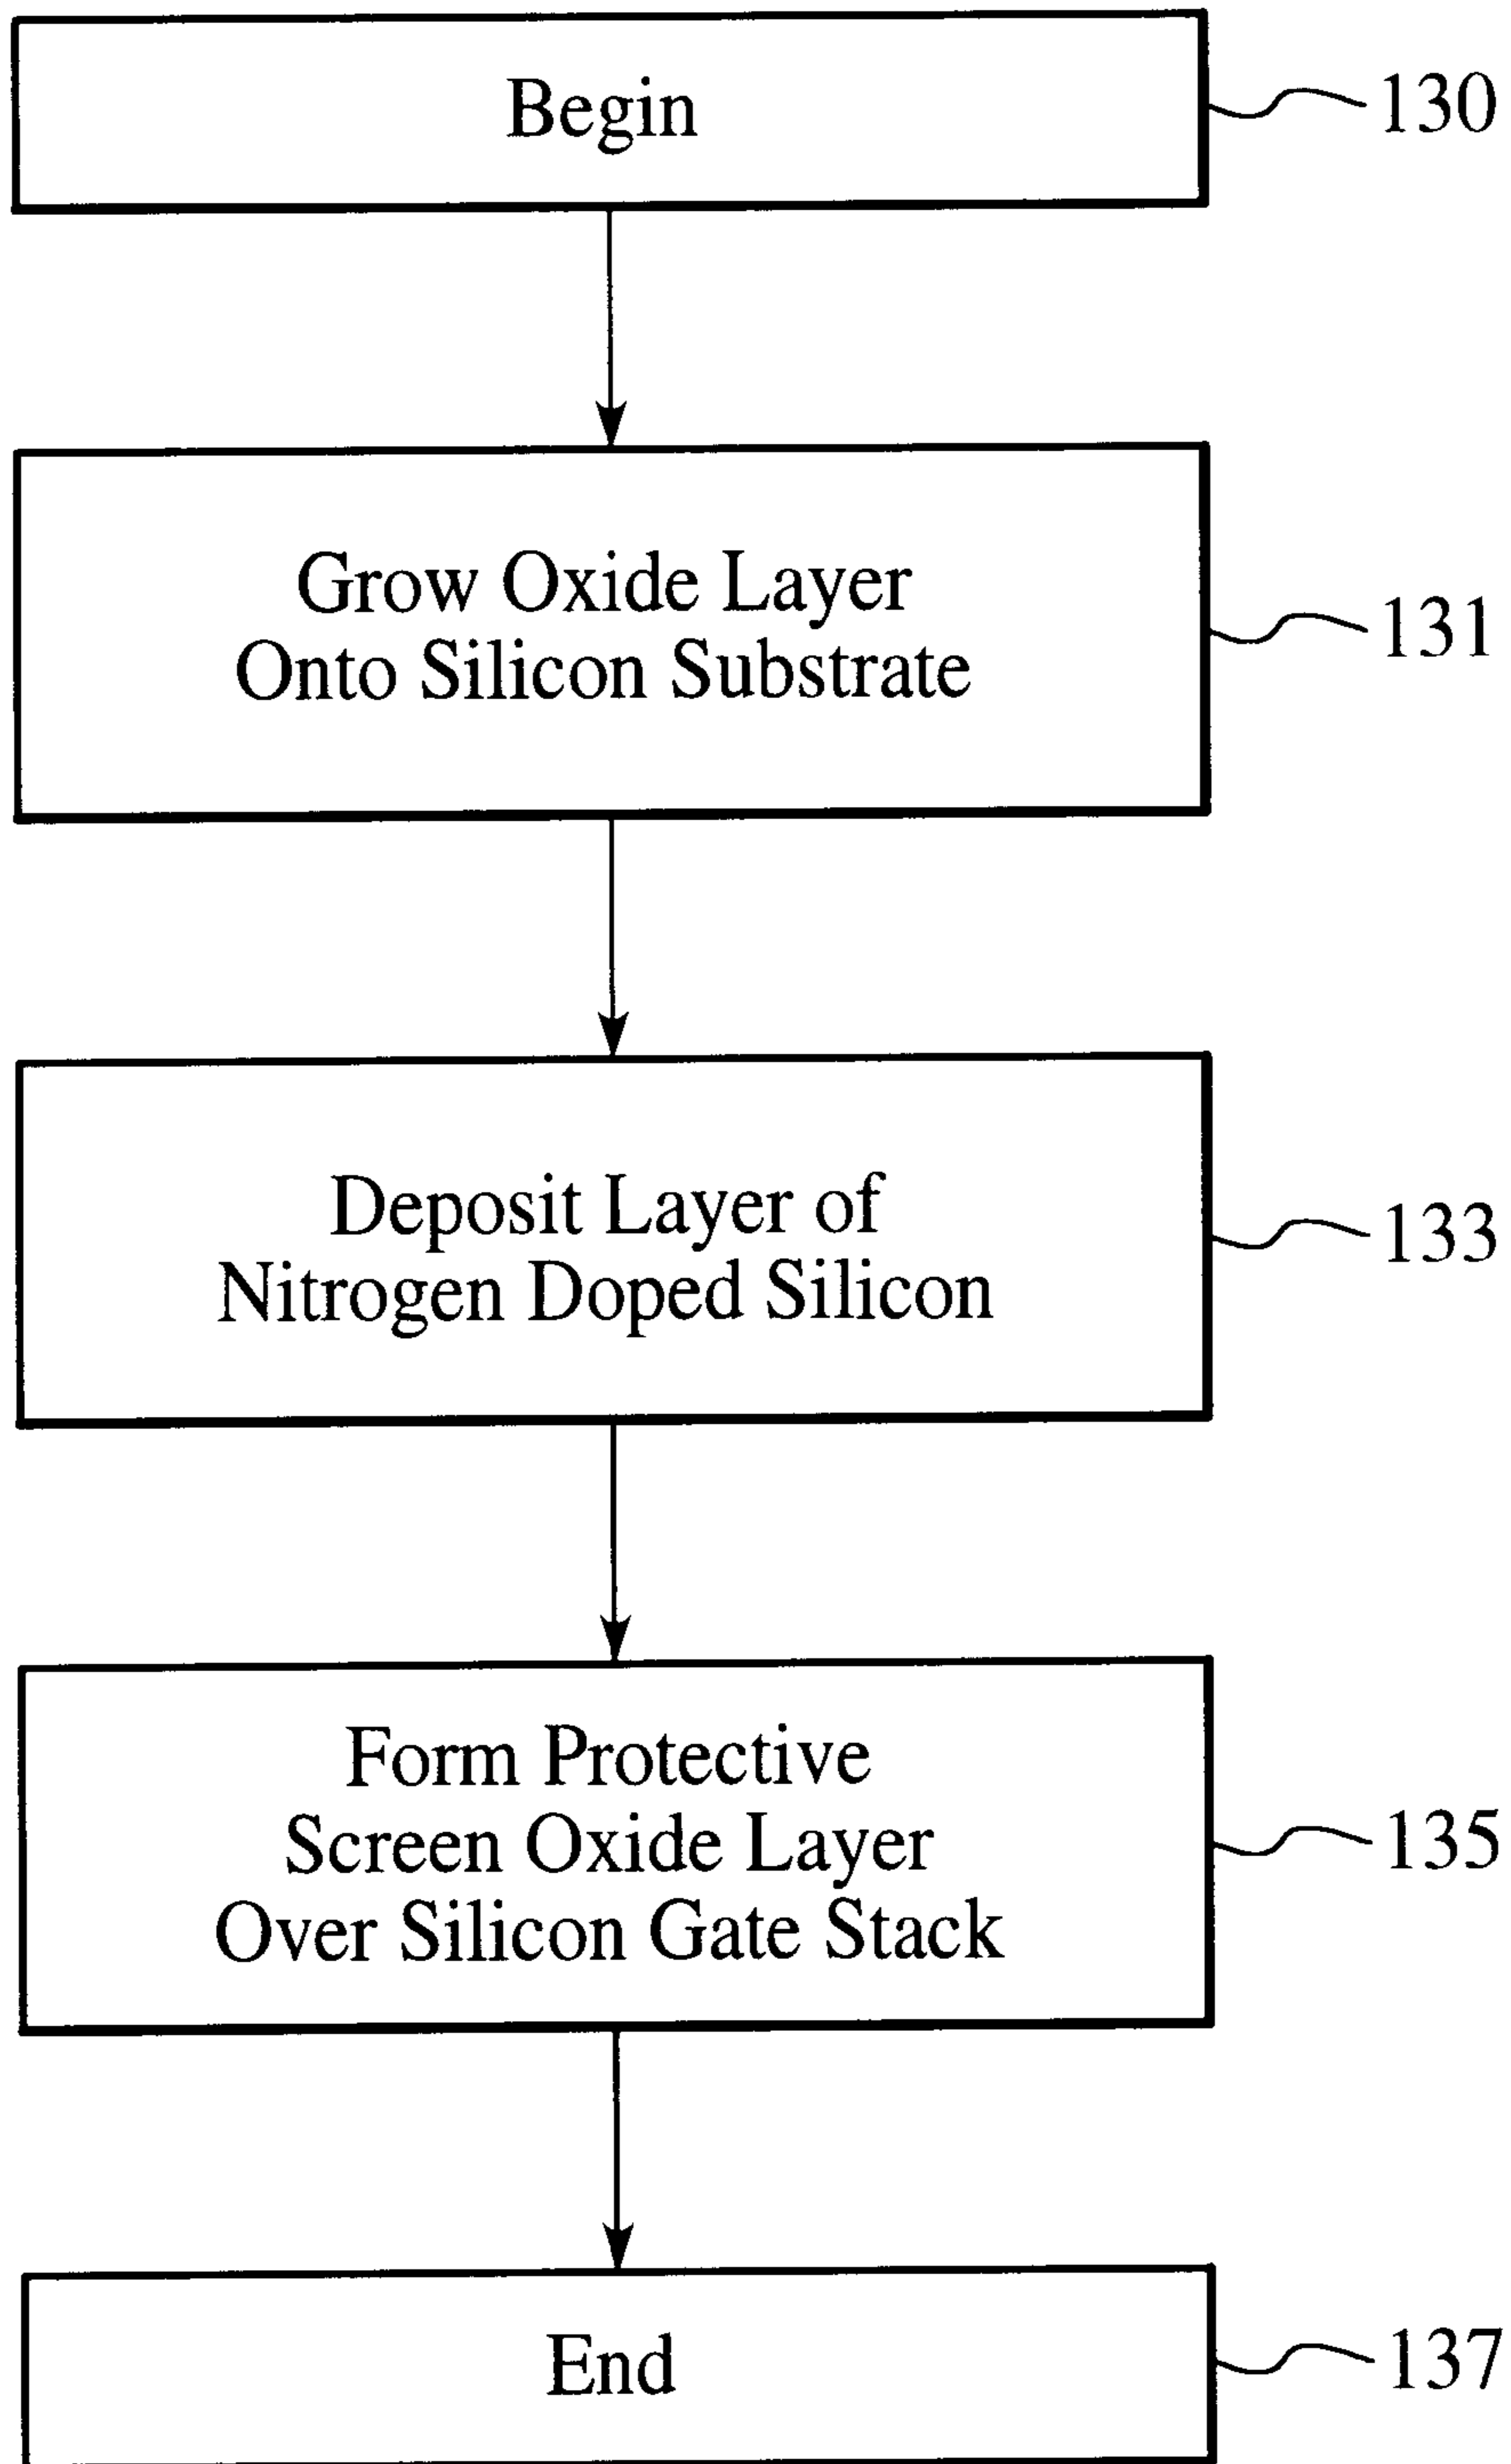 Begin
130
Grow Oxide Layer
Onto Silicon Substrate
131
Deposit Layer of
Nitrogen Doped Silicon
133
Form Protective
Screen Oxide Layer
Over Silicon Gate Stack
135
End
137